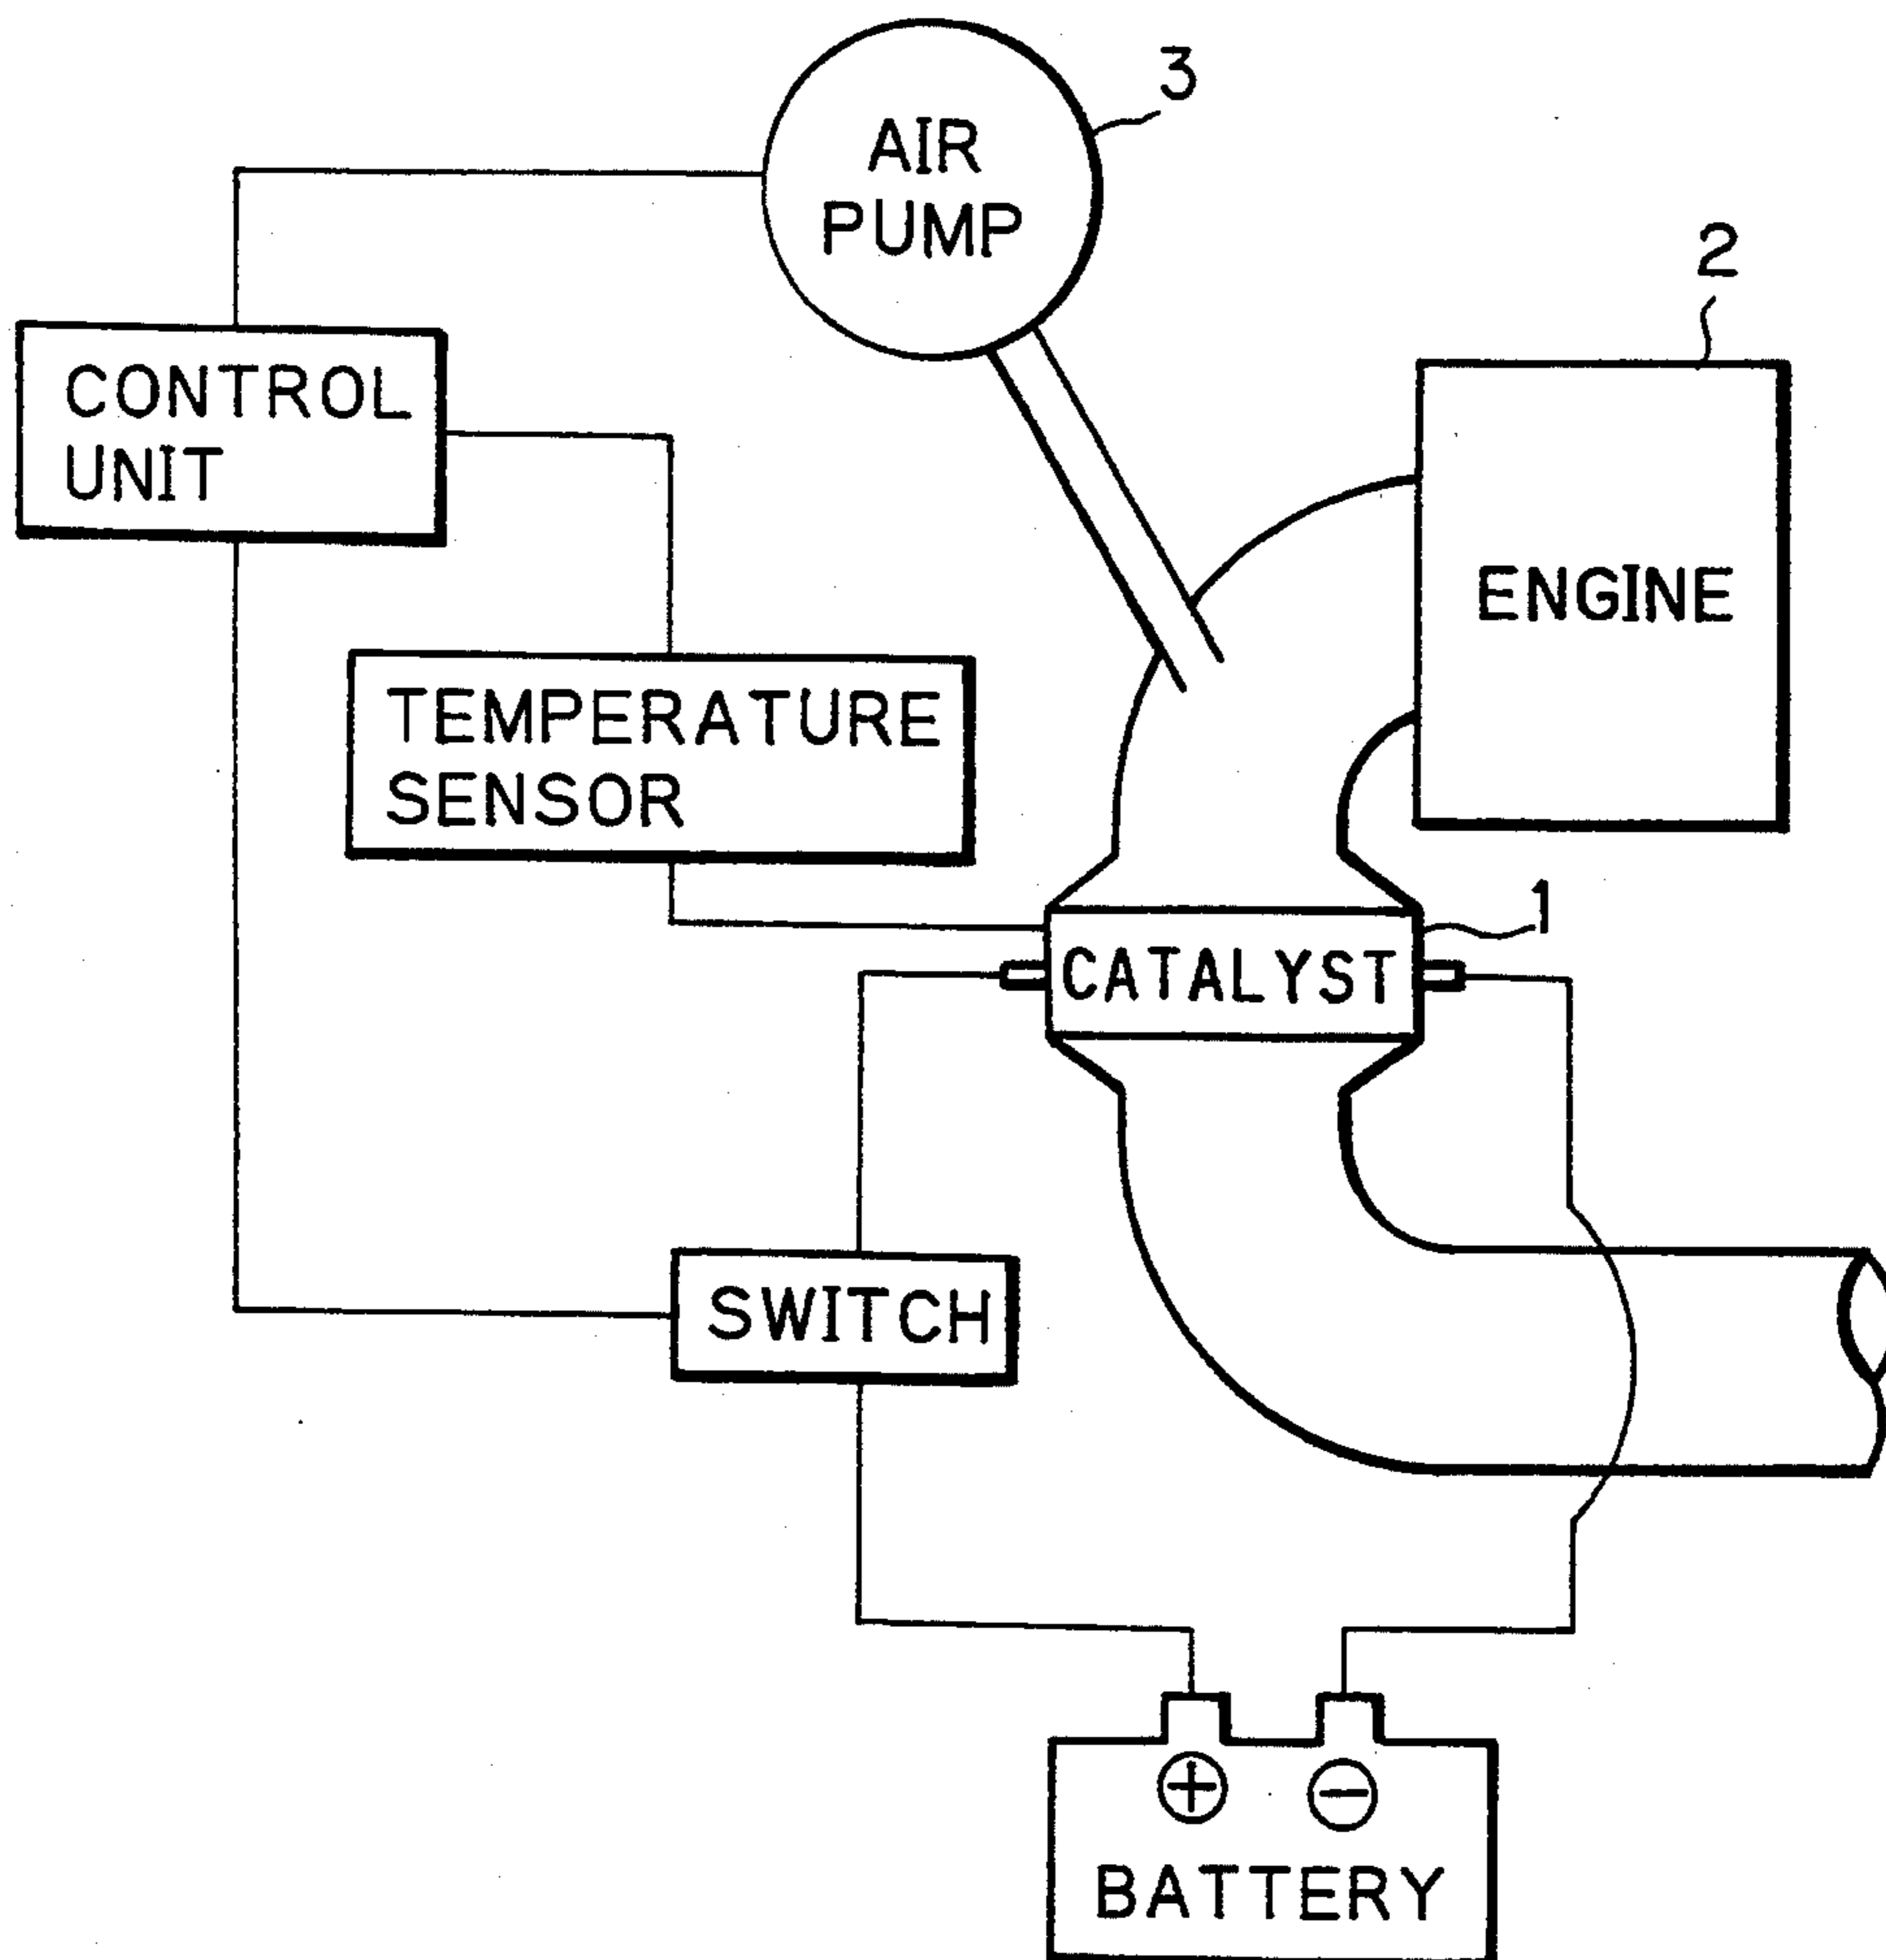 3
AIR
PUMP
2
CONTROL
UNIT
ENGINE
TEMPERATURE
SENSOR
1
CATALYST
SWITCH
+ −
BATTERY